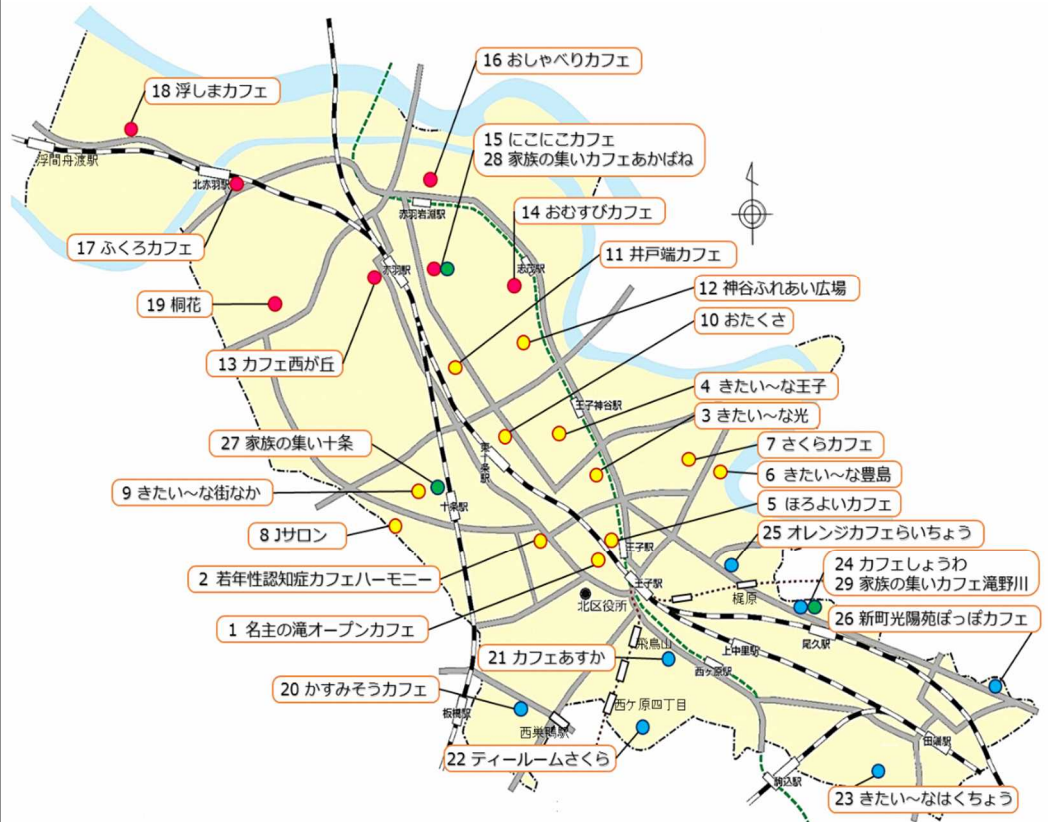 16 おしゃべりカフェ
18 浮しまカフェ
15 にこにこカフェ
28 家族の集いカフェあかばね
浮間舟渡駅
北赤羽駅
赤羽岩淵駅
14 おむすびカフェ
17 ふくろカフェ
11 井戸端カフェ
赤羽駅
志茂駅
12 神谷ふれあい広場
19 桐花
10 おたくさ
13 カフェ西が丘
4 きたい～な王子
王子神谷駅
3 きたい～な光
27 家族の集い十条
東十条駅
7 さくらカフェ
6 きたい～な豊島
9 きたい～な街なか
十条駅
5 ほろよいカフェ
8 Jサロン
25 オレンジカフェらいちょう
王子駅
24 カフェしょうわ
29 家族の集いカフェ滝野川
2 若年性認知症カフェハーモニー
王子駅
梶原
北区役所
26 新町光陽苑ぽっぽカフェ
1 名主の滝オープンカフェ
飛鳥山
上中里駅
尾久駅
21 カフェあすか
西ケ原駅
20 かすみそうカフェ
西ケ原四丁目
板橋駅
西巣鴨駅
田端駅
22 ティールームさくら
駒込駅
23 きたい～なはくちょう